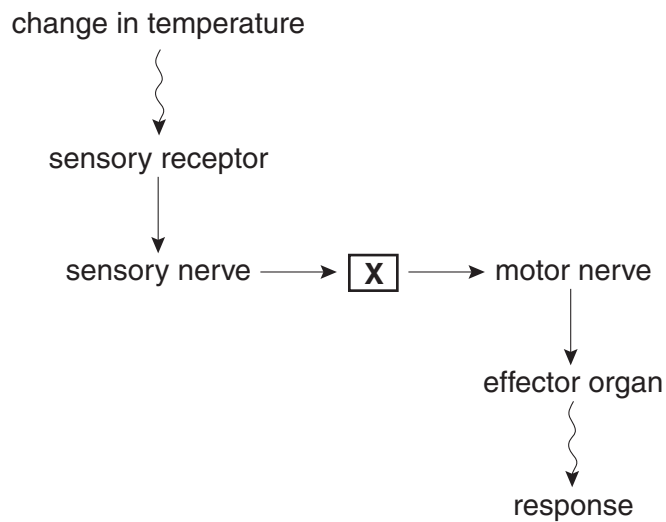 change in temperature
sensory receptor
sensory nerve X motor nerve
effector organ
response